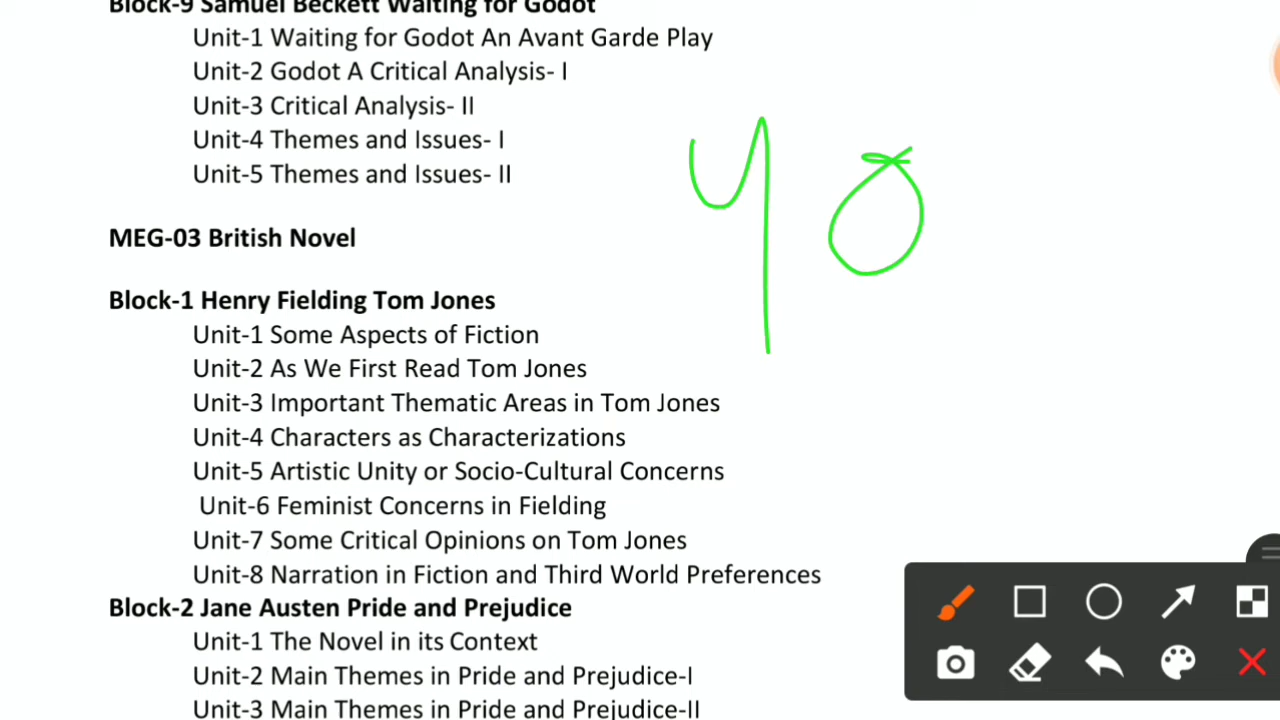 Block-9 Samuel Beckett Waiting for Godot
Unit-1 Waiting for Godot An Avant Garde Play
Unit-2 Godot A Critical Analysis- I
Unit-3 Critical Analysis- II
Unit-4 Themes and Issues- I
Unit-5 Themes and Issues- II
40
MEG-03 British Novel
Block-1 Henry Fielding Tom Jones
Unit-1 Some Aspects of Fiction
Unit-2 As We First Read Tom Jones
Unit-3 Important Thematic Areas in Tom Jones
Unit-4 Characters as Characterizations
Unit-5 Artistic Unity or Socio-Cultural Concerns
Unit-6 Feminist Concerns in Fielding
Unit-7 Some Critical Opinions on Tom Jones
Unit-8 Narration in Fiction and Third World Preferences
Block-2 Jane Austen Pride and Prejudice
Unit-1 The Novel in its Context
Unit-2 Main Themes in Pride and Prejudice-I
Unit-3 Main Themes in Pride and Prejudice-II